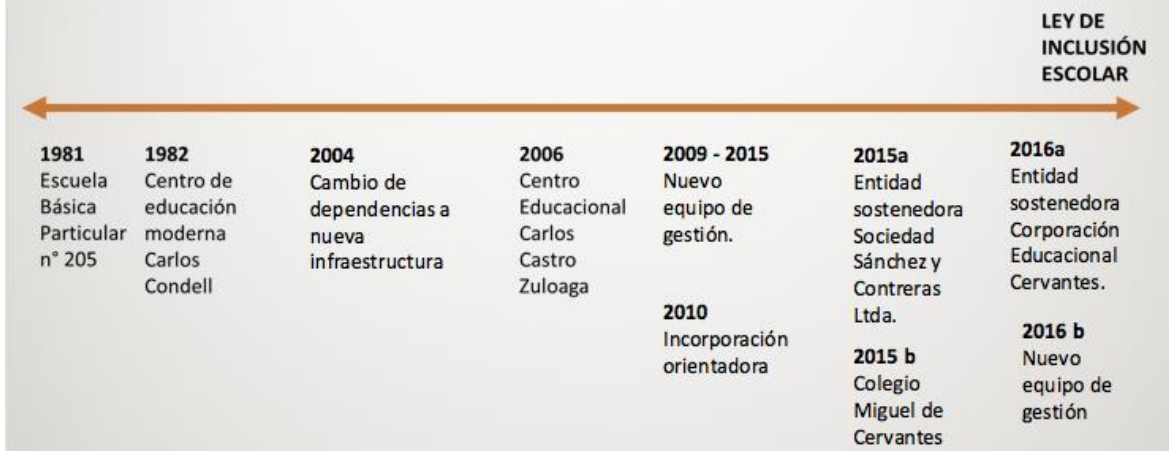 LEY DE
INCLUSIÓN
ESCOLAR
1981
Escuela
Básica
Particular
n° 205
1982
Centro de
educación
moderna
Carlos
Condell
2004
Cambio de
dependencias a
nueva
infraestructura
2006
Centro
Educacional
Carlos
Castro
Zuloaga
2009 - 2015
Nuevo
equipo de
gestión.
2010
Incorporación
orientadora
2015a
Entidad
sostenedora
Sociedad
Sánchez y
Contreras
Ltda.
2015 b
Colegio
Miguel de
Cervantes
2016a
Entidad
sostenedora
Corporación
Educacional
Cervantes.
2016 b
Nuevo
equipo de
gestión